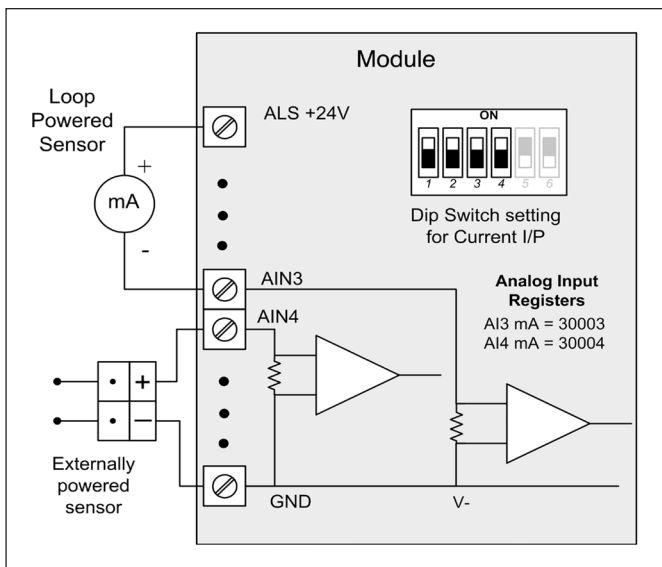 Module
Loop
Powered
Sensor
ALS +24V
ON
1 2 3 4 5 6
+
mA
-
Dip Switch setting
for Current I/P
AIN3
Analog Input
Registers
AI3 mA = 30003
AI4 mA = 30004
AIN4
+
−
Externally
powered
sensor
GND
V-